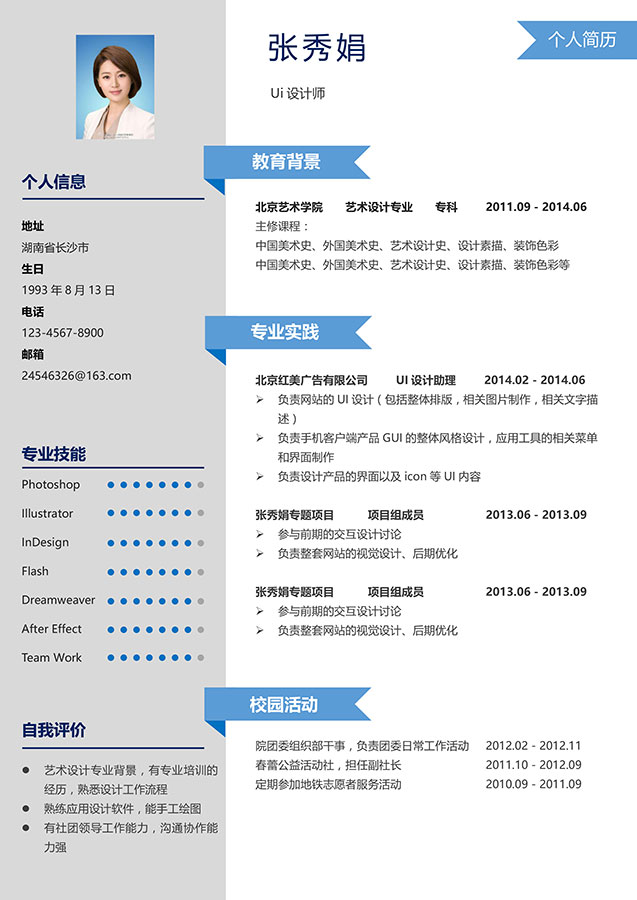 个人简历
张秀娟
Ui 设计师
个人信息
地址
湖南省长沙市
生日
1993 年 8 月 13 日
电话
123-4567-8900
邮箱
24546326@163.com
专业技能
Photoshop
Illustrator
InDesign
Flash
Dreamweaver
After Effect
Team Work
自我评价
艺术设计专业背景，有专业培训的
经历，熟悉设计工作流程
熟练应用设计软件，能手工绘图
有社团领导工作能力，沟通协作能
力强
教育背景
北京艺术学院 艺术设计专业 专科 2011.09 - 2014.06
主修课程：
中国美术史、外国美术史、艺术设计史、设计素描、装饰色彩
中国美术史、外国美术史、艺术设计史、设计素描、装饰色彩等
专业实践
北京红美广告有限公司 UI 设计助理 2014.02 - 2014.06
负责网站的 UI 设计（包括整体排版，相关图片制作，相关文字描
述）
负责手机客户端产品 GUI 的整体风格设计，应用工具的相关菜单
和界面制作
负责设计产品的界面以及 icon 等 UI 内容
张秀娟专题项目 项目组成员 2013.06 - 2013.09
参与前期的交互设计讨论
负责整套网站的视觉设计、后期优化
张秀娟专题项目 项目组成员 2013.06 - 2013.09
参与前期的交互设计讨论
负责整套网站的视觉设计、后期优化
校园活动
院团委组织部干事，负责团委日常工作活动 2012.02 - 2012.11
春蕾公益活动社，担任副社长 2011.10 - 2012.09
定期参加地铁志愿者服务活动 2010.09 - 2011.09